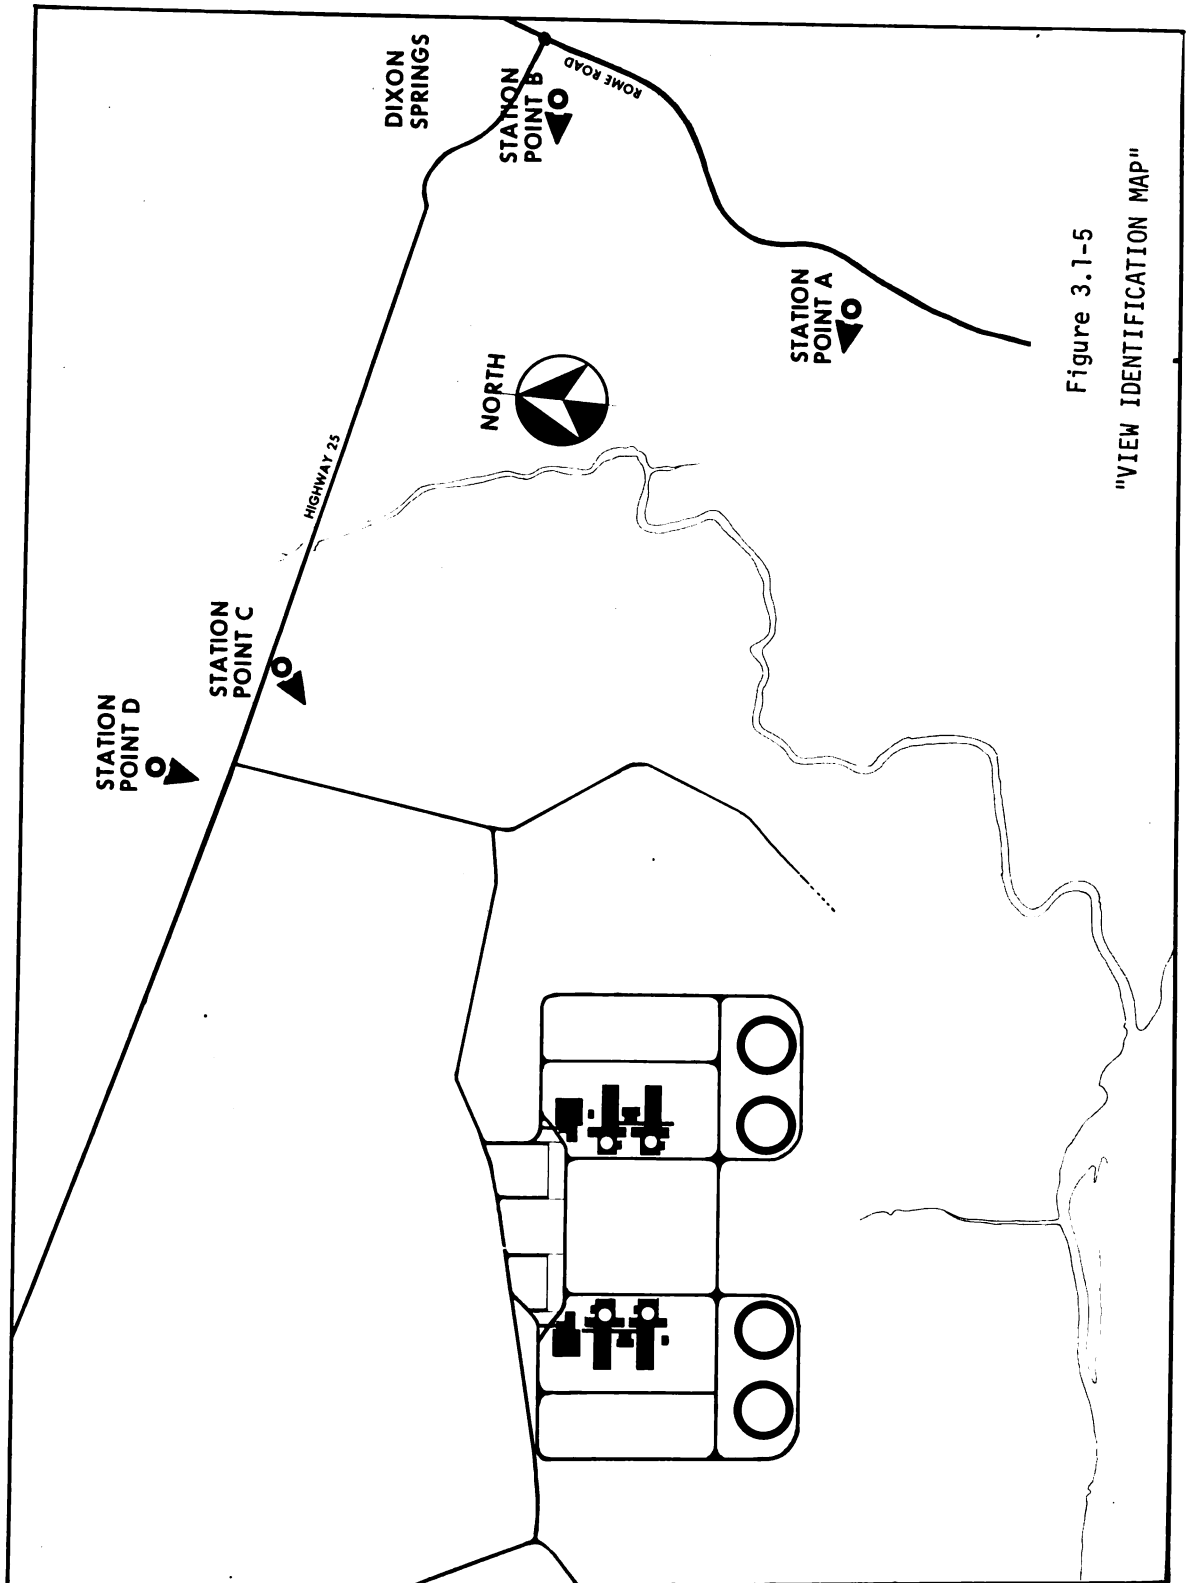 DIXON
SPRINGS
STATION
POINT B
ROME ROAD
STATION
POINT A
NORTH
HIGHWAY 25
STATION
POINT C
STATION
POINT D
Figure 3.1-5
"VIEW IDENTIFICATION MAP"